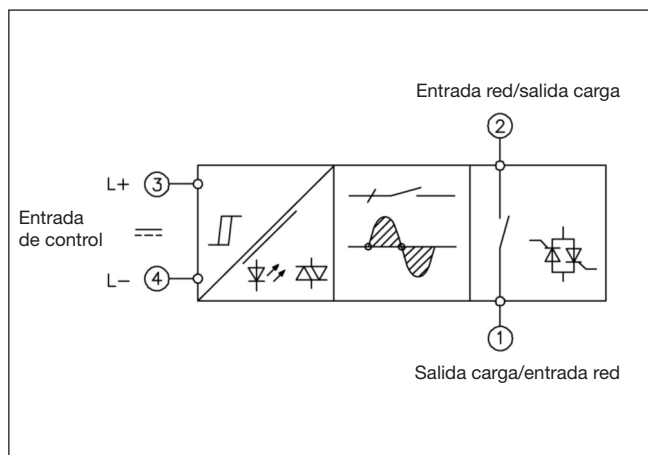 Entrada red/salida carga
2
L+ 3
Entrada
de control
L− 4
1
Salida carga/entrada red